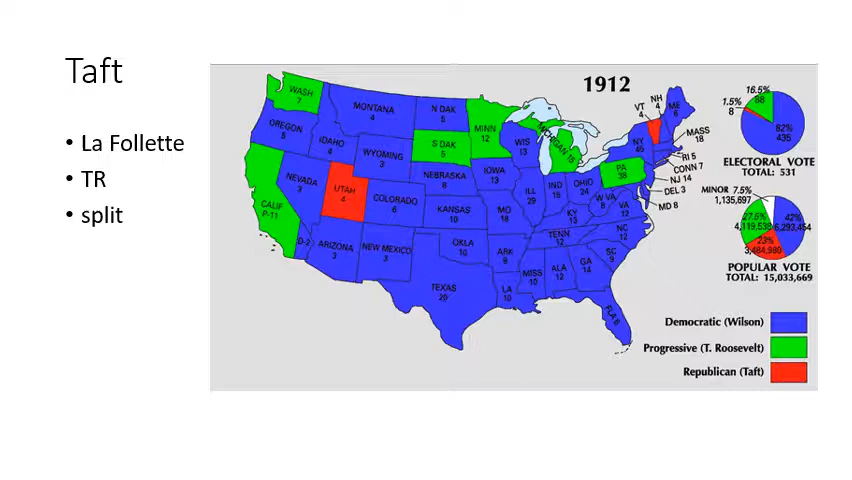 Taft
• La Follette
• TR
• split
1912
WASH
7
OREGON
5
CALIF
P-11
D-2
NEVADA
3
IDAHO
4
MONTANA
4
WYOMING
3
UTAH
4
COLORADO
6
ARIZONA
3
NEW MEXICO
3
N DAK
5
S DAK
5
NEBRASKA
8
KANSAS
10
OKLA
10
TEXAS
20
MINN
12
IOWA
13
MO
18
ARK
9
LA
10
WIS
13
ILL
29
MICHIGAN 15
IND
15
OHIO
24
KY
13
TENN
12
MISS
10
ALA
12
GA
14
FLA 6
SC
9
NC
12
VA
12
W VA
8
PA
38
NY
45
VT
4
NH
4
ME
6
MASS
18
RI 5
CONN 7
NJ 14
DEL 3
MD 8
16.5%
88
1.5%
8
82%
435
ELECTORAL VOTE
TOTAL: 531
MINOR 7.5%
1,135,697
27.5%
4,119,538
42%
6,293,454
23%
3,484,980
POPULAR VOTE
TOTAL: 15,033,669
Democratic (Wilson)
Progressive (T. Roosevelt)
Republican (Taft)